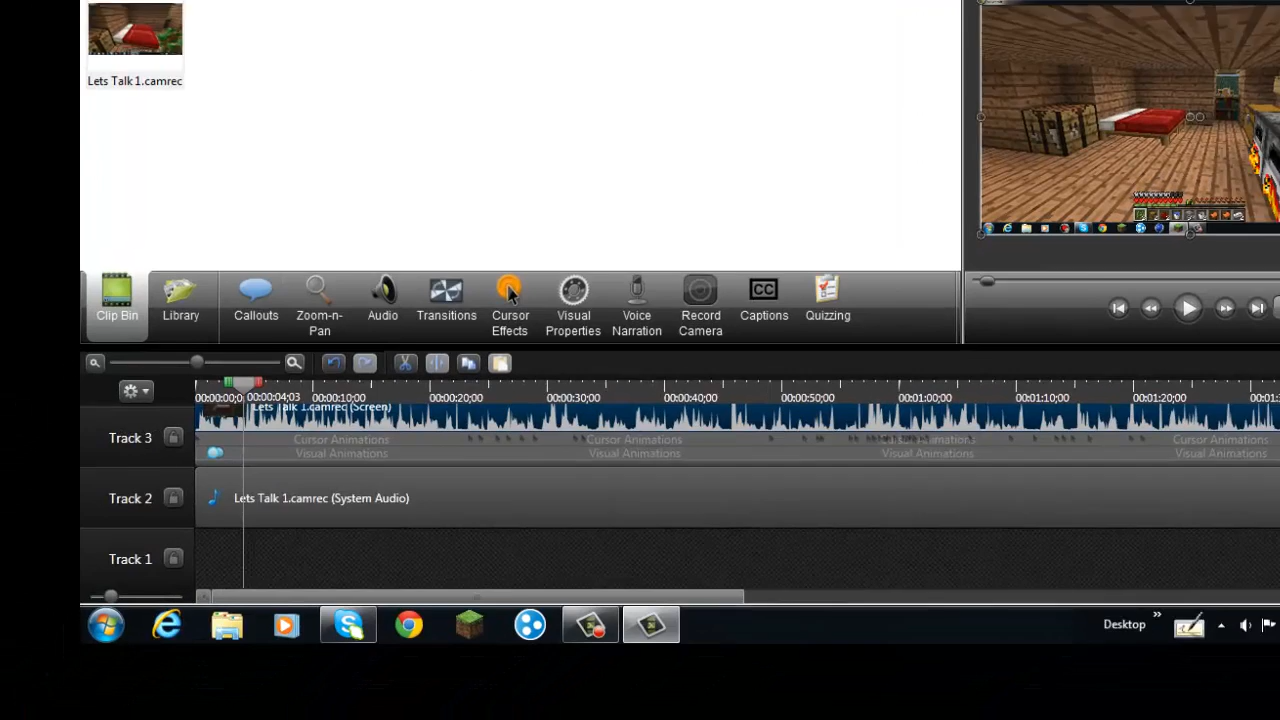 Lets Talk 1.camrec
Clip Bin
Library
Callouts
Zoom-n-
Pan
Audio
Transitions
Cursor
Effects
Visual
Properties
Voice
Narration
Record
Camera
CC
Captions
Quizzing
00:00:00;0
00:00:04;03
00:00:10;00
00:00:20;00
00:00:30;00
00:00:40;00
00:00:50;00
00:01:00;00
00:01:10;00
00:01:20;00
Lets Talk 1.camrec (Screen)
Track 3
Cursor Animations
Cursor Animations
Cursor Animations
Visual Animations
Visual Animations
Visual Animations
Visual Animations
Track 2
Lets Talk 1.camrec (System Audio)
Track 1
Desktop